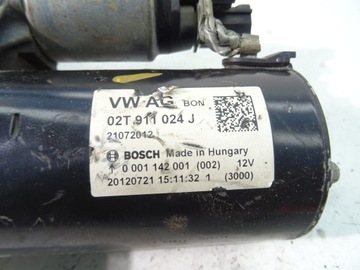 VW AG BON
02T 911 024 J
21072012
BOSCH Made in Hungary
0 001 142 001 (002) 12V
20120721 15:11:32 1 (3000)